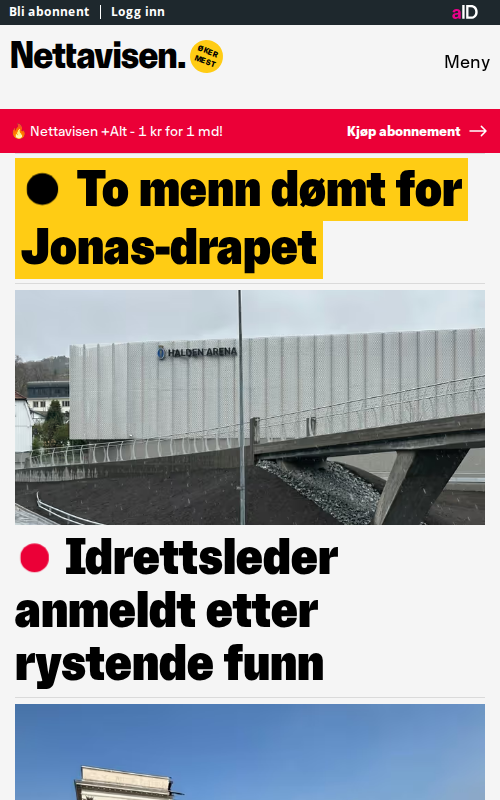 Bli abonnent | Logg inn
aID
Nettavisen.
ØKER
MEST
Meny
🔥 Nettavisen +Alt - 1 kr for 1 md!
Kjøp abonnement →
To menn dømt for
Jonas-drapet
HALDEN ARENA
Idrettsleder
anmeldt etter
rystende funn